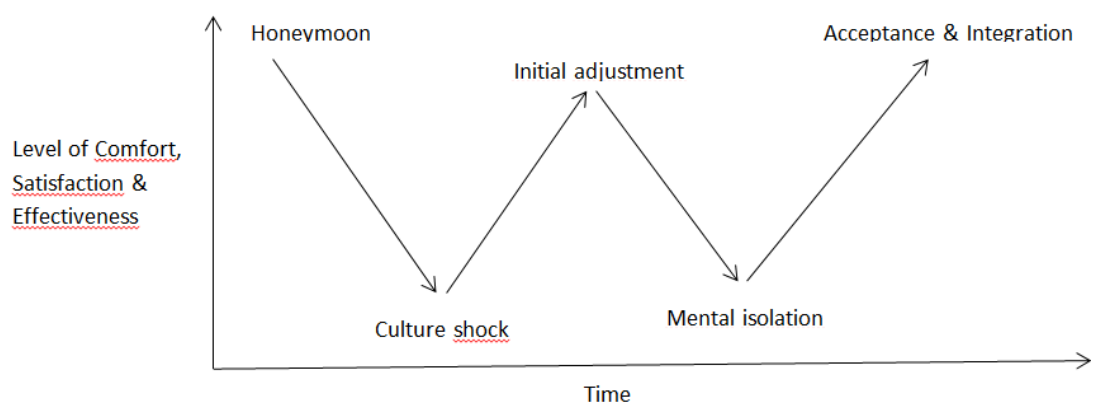 Honeymoon
Acceptance & Integration
Initial adjustment
Level of Comfort,
Satisfaction &
Effectiveness
Culture shock
Mental isolation
Time